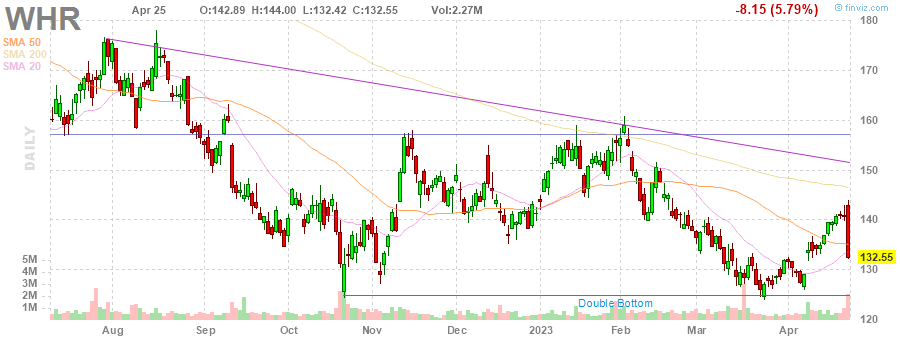 WHR Apr 25 O:142.89 H:144.00 L:132.42 C:132.55 Vol:2.27M -8.15 (5.79%)
© finviz.com
SMA 50
SMA 200
SMA 20
DAILY
180
170
160
150
140
132.55
130
120
5M
4M
3M
2M
1M
Double Bottom
Aug Sep Oct Nov Dec 2023 Feb Mar Apr